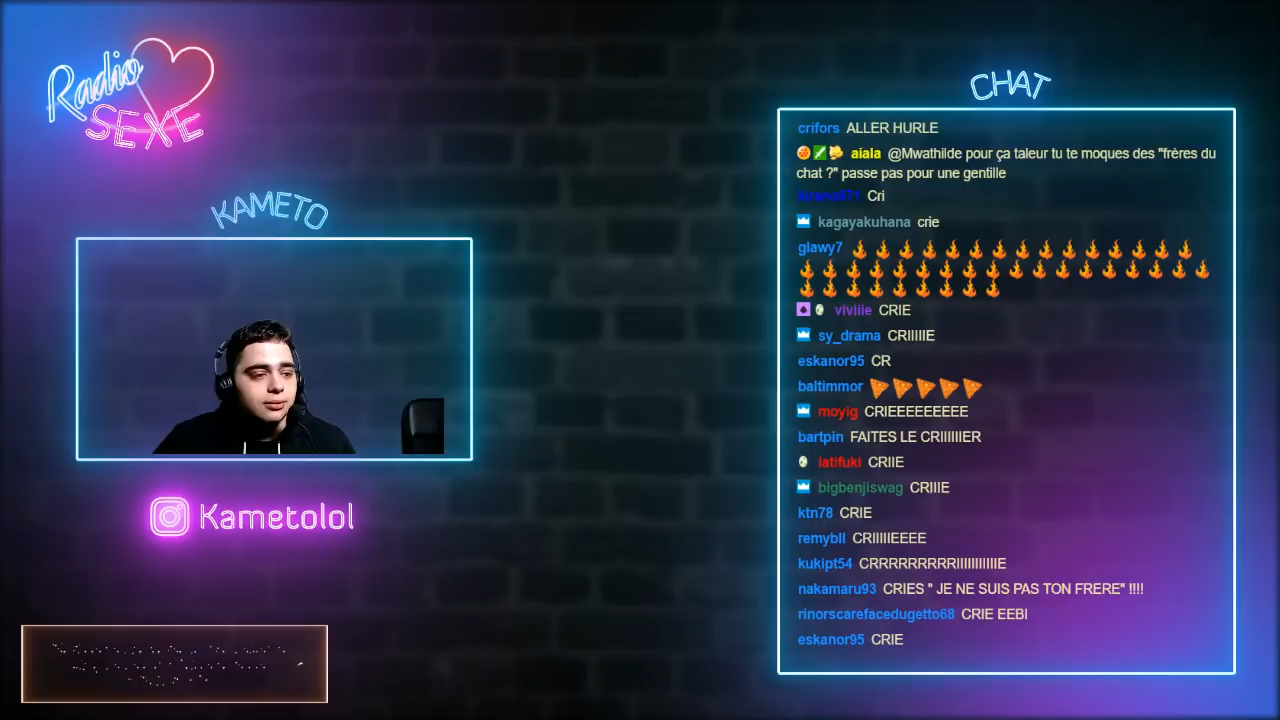 Radio
SEXE
KAMETO
Kametolol
CHAT
crifors ALLER HURLE
aiala @Mwathilde pour ça taleur tu te moques des "frères du
chat ?" passe pas pour une gentille
kirano571 Cri
kagayakuhana crie
glawy7
viviiie CRIE
sy_drama CRIIIIIE
eskanor95 CR
baltimmor
moyig CRIEEEEEEEEE
bartpin FAITES LE CRIIIIIIER
latifuki CRIIE
bigbenjiswag CRIIIE
ktn78 CRIE
remybll CRIIIIIEEEE
kukipt54 CRRRRRRRRRIIIIIIIIIIE
nakamaru93 CRIES " JE NE SUIS PAS TON FRERE" !!!!
rinorscarefacedugetto68 CRIE EEBI
eskanor95 CRIE